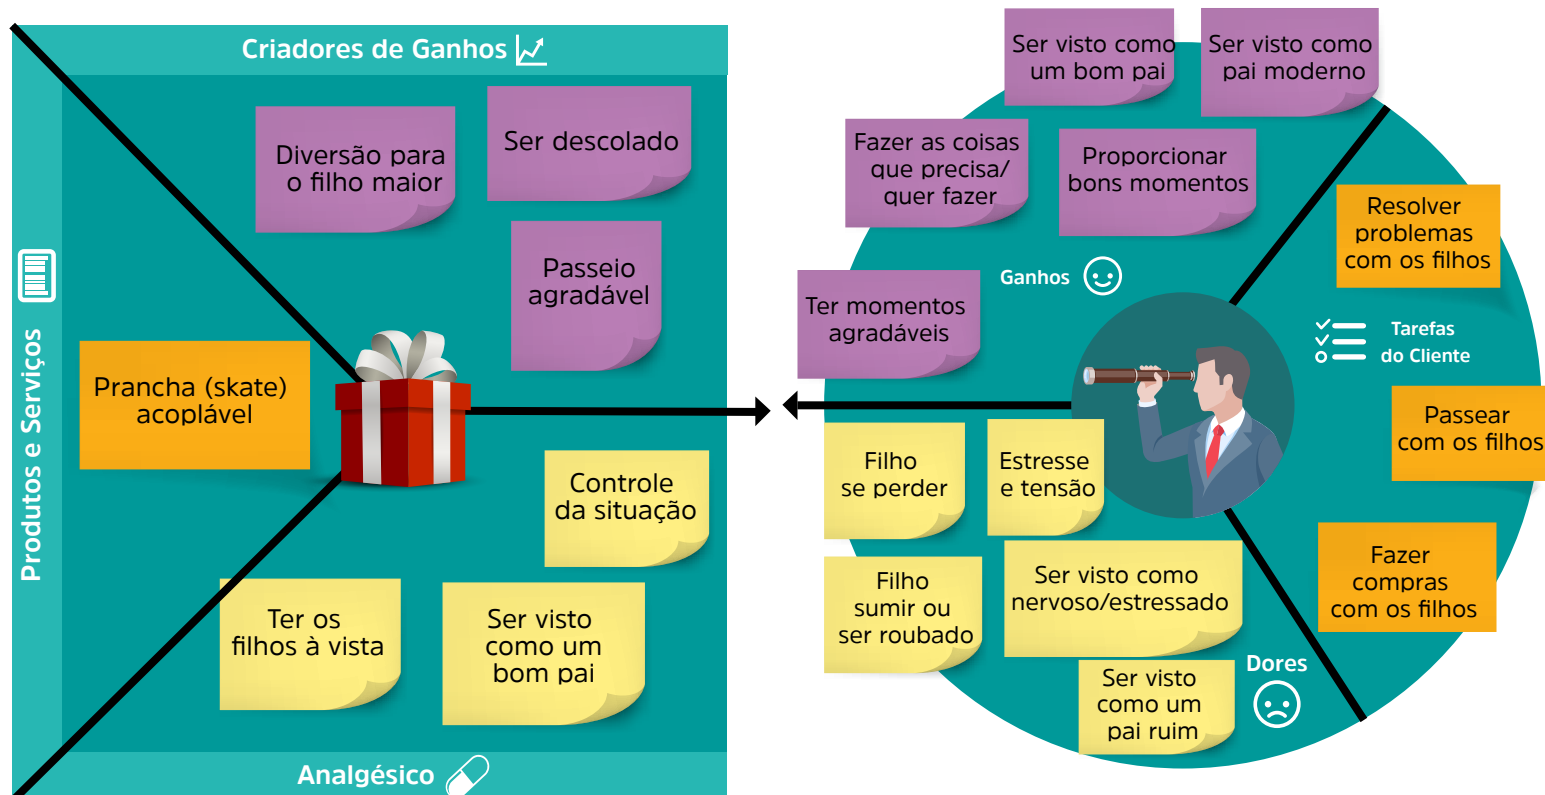 Criadores de Ganhos
Diversão para
o filho maior
Ser descolado
Passeio
agradável
Produtos e Serviços
Prancha (skate)
acoplável
Controle
da situação
Ter os
filhos à vista
Ser visto
como um
bom pai
Analgésico
Ser visto como
um bom pai
Ser visto como
pai moderno
Fazer as coisas
que precisa/
quer fazer
Proporcionar
bons momentos
Ter momentos
agradáveis
Ganhos
Resolver
problemas
com os filhos
Tarefas
do Cliente
Passear
com os filhos
Fazer
compras
com os filhos
Filho
se perder
Estresse
e tensão
Filho
sumir ou
ser roubado
Ser visto como
nervoso/estressado
Ser visto
como um
pai ruim
Dores